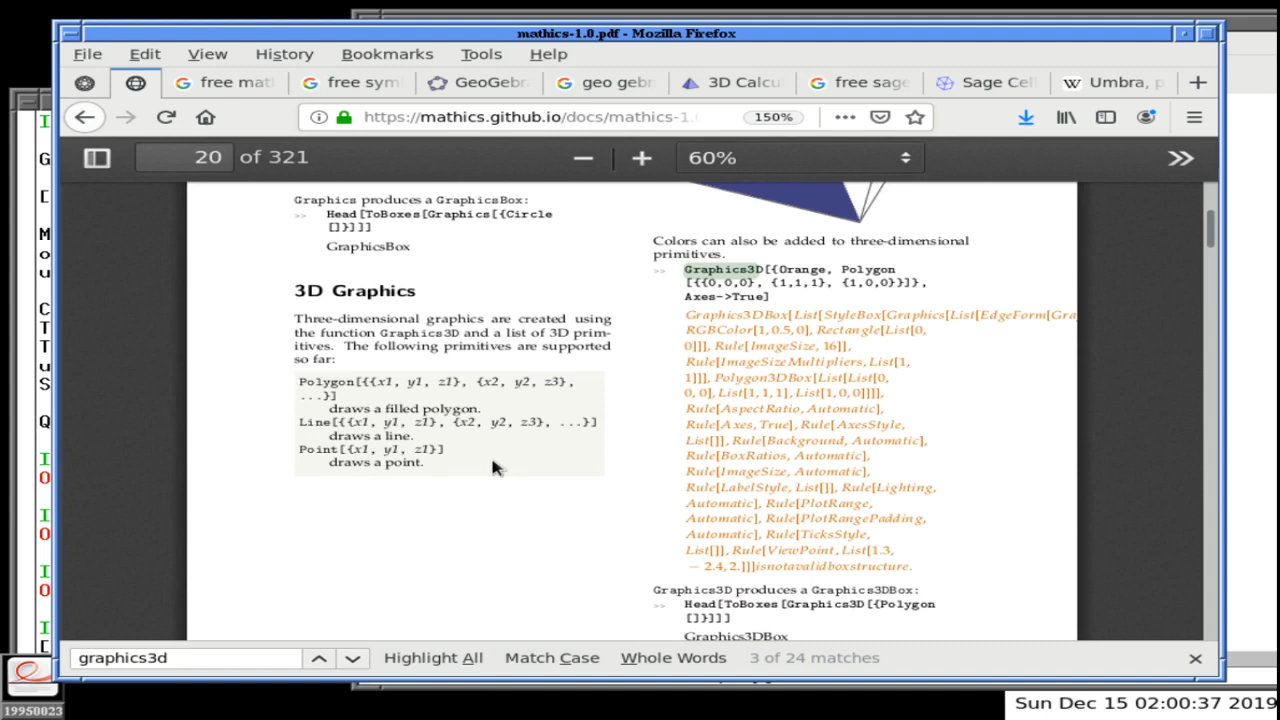 mathics-1.0.pdf - Mozilla Firefox
File Edit View History Bookmarks Tools Help
free mat free sym GeoGebr geo gebr 3D Calcu free sage Sage Cel Umbra, p
https://mathics.github.io/docs/mathics-1. 150%
20 of 321 60%
Graphics produces a GraphicsBox:
>> Head[ToBoxes[Graphics[{Circle
[]}]]]
GraphicsBox
3D Graphics
Three-dimensional graphics are created using
the function Graphics3D and a list of 3D prim-
itives. The following primitives are supported
so far:
Polygon[{{x1, y1, z1}, {x2, y2, z3},
...}]
draws a filled polygon.
Line[{{x1, y1, z1}, {x2, y2, z3}, ...}]
draws a line.
Point[{x1, y1, z1}]
draws a point.
Colors can also be added to three-dimensional
primitives.
>> Graphics3D[{Orange, Polygon
[{{0,0,0}, {1,1,1}, {1,0,0}}]},
Axes->True]
Graphics3DBox[List[StyleBox[Graphics[List[EdgeForm[Gra
RGBColor[1, 0.5, 0], Rectangle[List[0,
0]]], Rule[ImageSize, 16]],
Rule[ImageSizeMultipliers, List[1,
1]]], Polygon3DBox[List[List[0,
0, 0], List[1, 1, 1], List[1, 0, 0]]]],
Rule[AspectRatio, Automatic],
Rule[Axes, True], Rule[AxesStyle,
List[]], Rule[Background, Automatic],
Rule[BoxRatios, Automatic],
Rule[ImageSize, Automatic],
Rule[LabelStyle, List[]], Rule[Lighting,
Automatic], Rule[PlotRange,
Automatic], Rule[PlotRangePadding,
Automatic], Rule[TicksStyle,
List[]], Rule[ViewPoint, List[1.3,
− 2.4, 2.]]]isnotavalidboxstructure.
Graphics3D produces a Graphics3DBox:
>> Head[ToBoxes[Graphics3D[{Polygon
[]}]]]
Graphics3DBox
graphics3d Highlight All Match Case Whole Words 3 of 24 matches
I
G
[
M
ou
u
C
T
T
u
S
Q
I
O
I
O
I
O
I
[
19950023
Sun Dec 15 02:00:37 2019